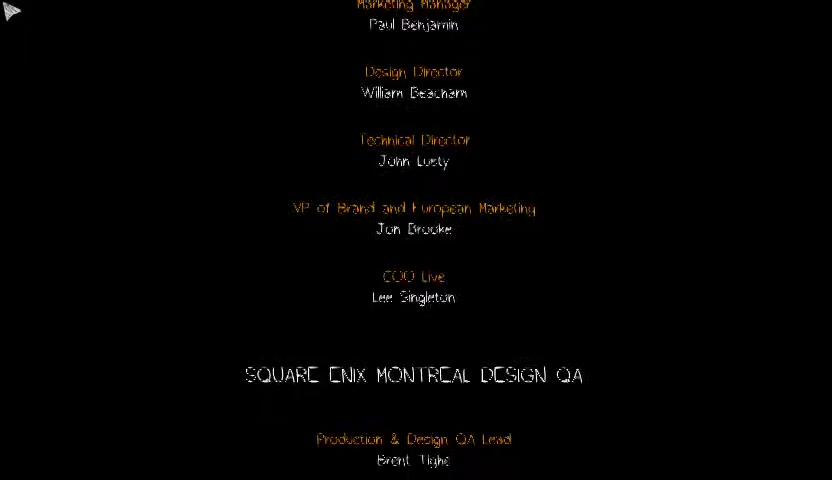 Marketing Manager
Paul Benjamin
Design Director
William Beacham
Technical Director
John Lusty
VP of Brand and European Marketing
Jon Brooke
COO Live
Lee Singleton
SQUARE ENIX MONTREAL DESIGN QA
Production & Design QA Lead
Brent Tighe